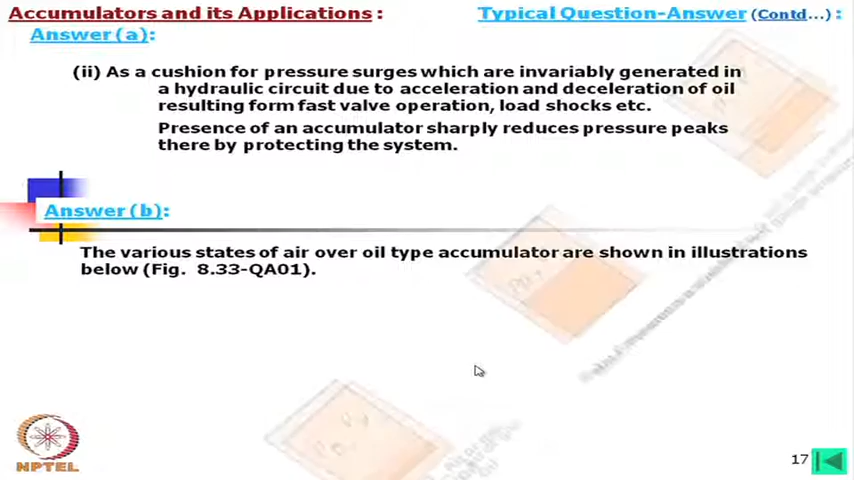 Accumulators and its Applications : Typical Question-Answer (Contd...) :
Answer (a):
(ii) As a cushion for pressure surges which are invariably generated in
a hydraulic circuit due to acceleration and deceleration of oil
resulting form fast valve operation, load shocks etc.
Presence of an accumulator sharply reduces pressure peaks
there by protecting the system.
Answer (b):
The various states of air over oil type accumulator are shown in illustrations
below (Fig. 8.33-QA01).
NPTEL
17